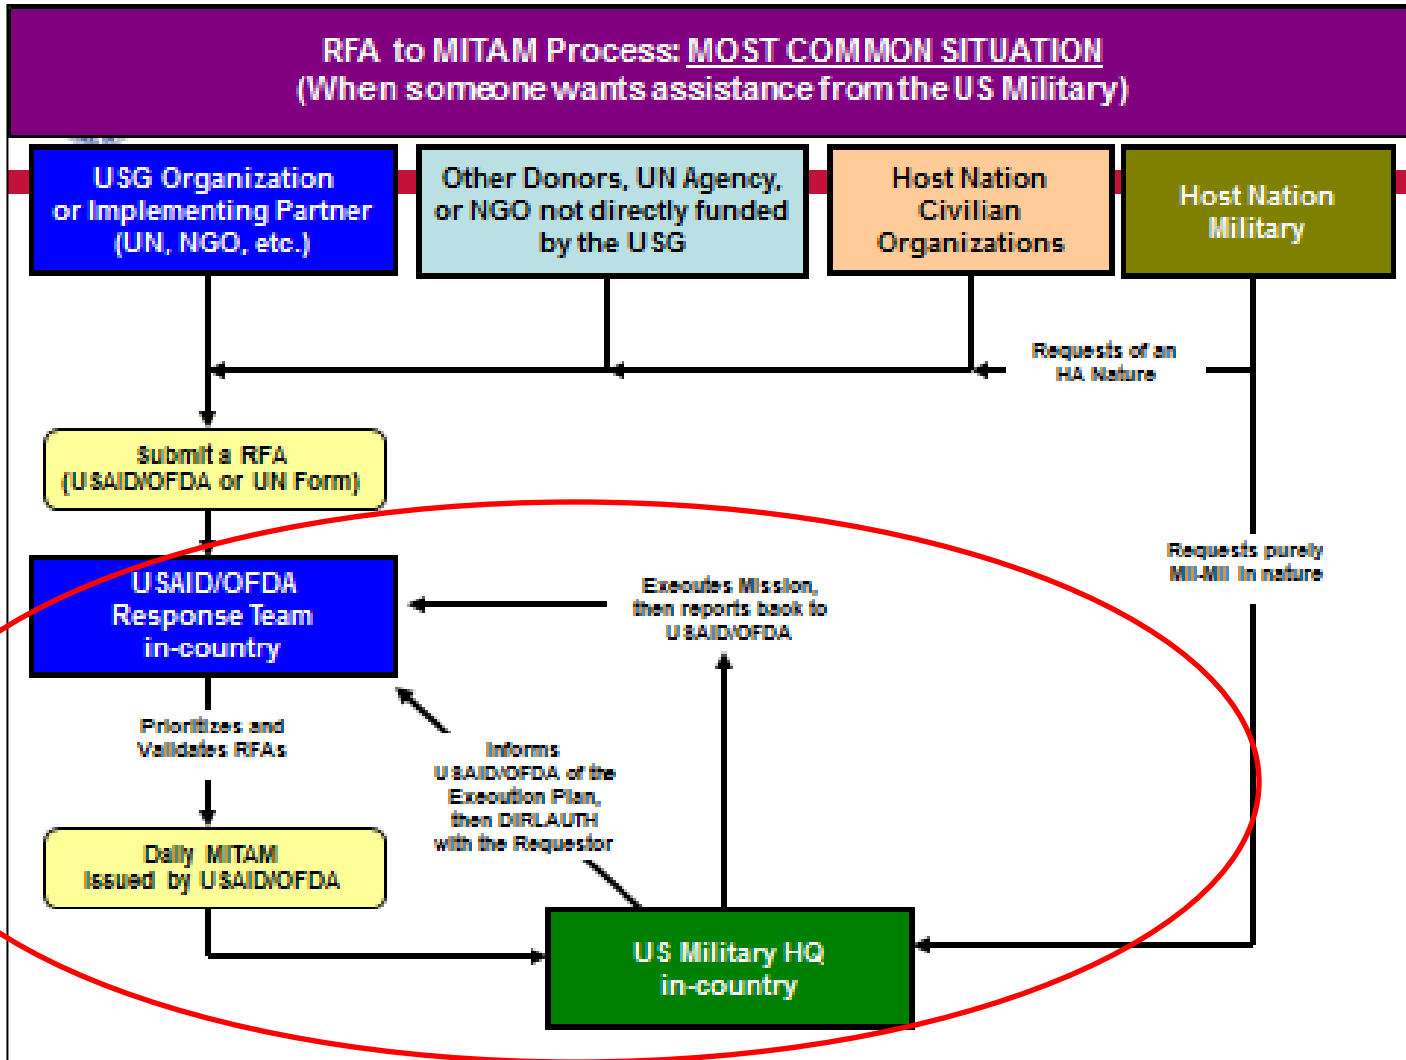 RFA to MITAM Process: MOST COMMON SITUATION
(When someone wants assistance from the US Military)
USG Organization
or Implementing Partner
(UN, NGO, etc.)
Other Donors, UN Agency,
or NGO not directly funded
by the USG
Host Nation
Civilian
Organizations
Host Nation
Military
Requests of an
HA Nature
Submit a RFA
(USAID/OFDA or UN Form)
Requests purely
Mil-Mil in nature
USAID/OFDA
Response Team
in-country
Executes Mission,
then reports back to
USAID/OFDA
Prioritizes and
Validates RFAs
Informs
USAID/OFDA of the
Execution Plan,
then DIRLAUTH
with the Requestor
Daily MITAM
Issued by USAID/OFDA
US Military HQ
in-country